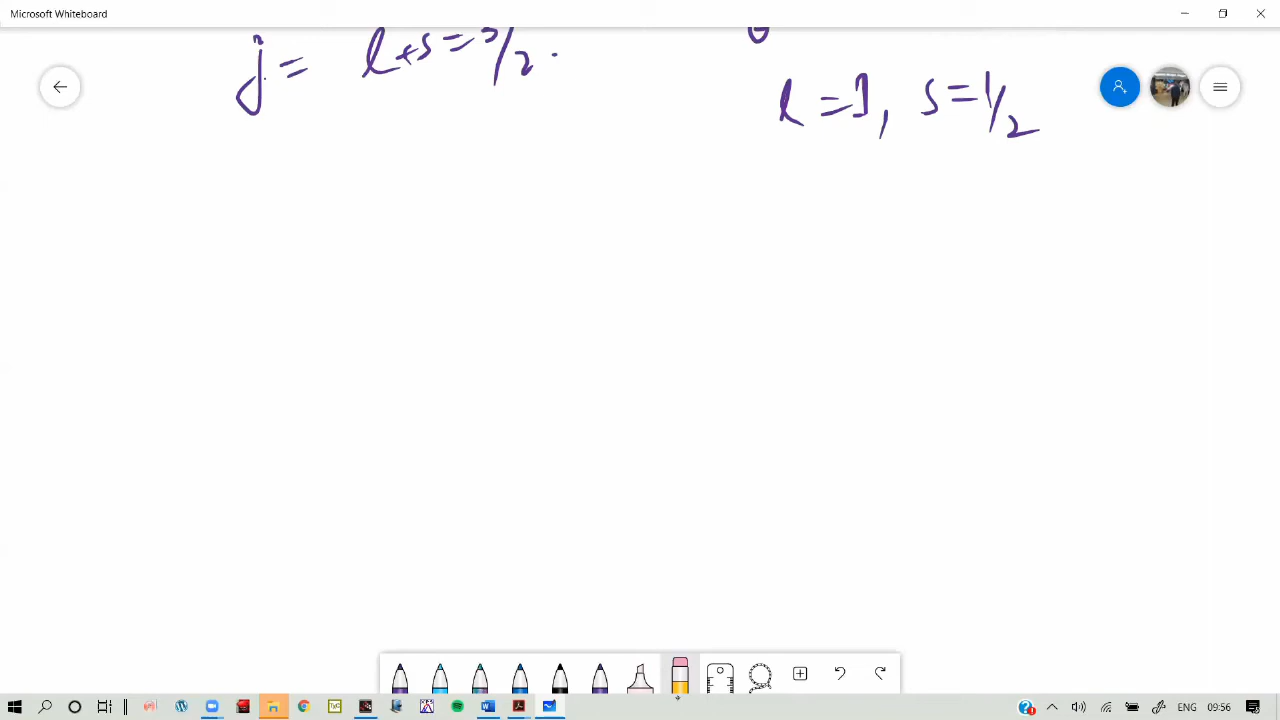 Microsoft Whiteboard
j = l+s = 3/2 .
l = 1, s = 1/2
ENG 09:56